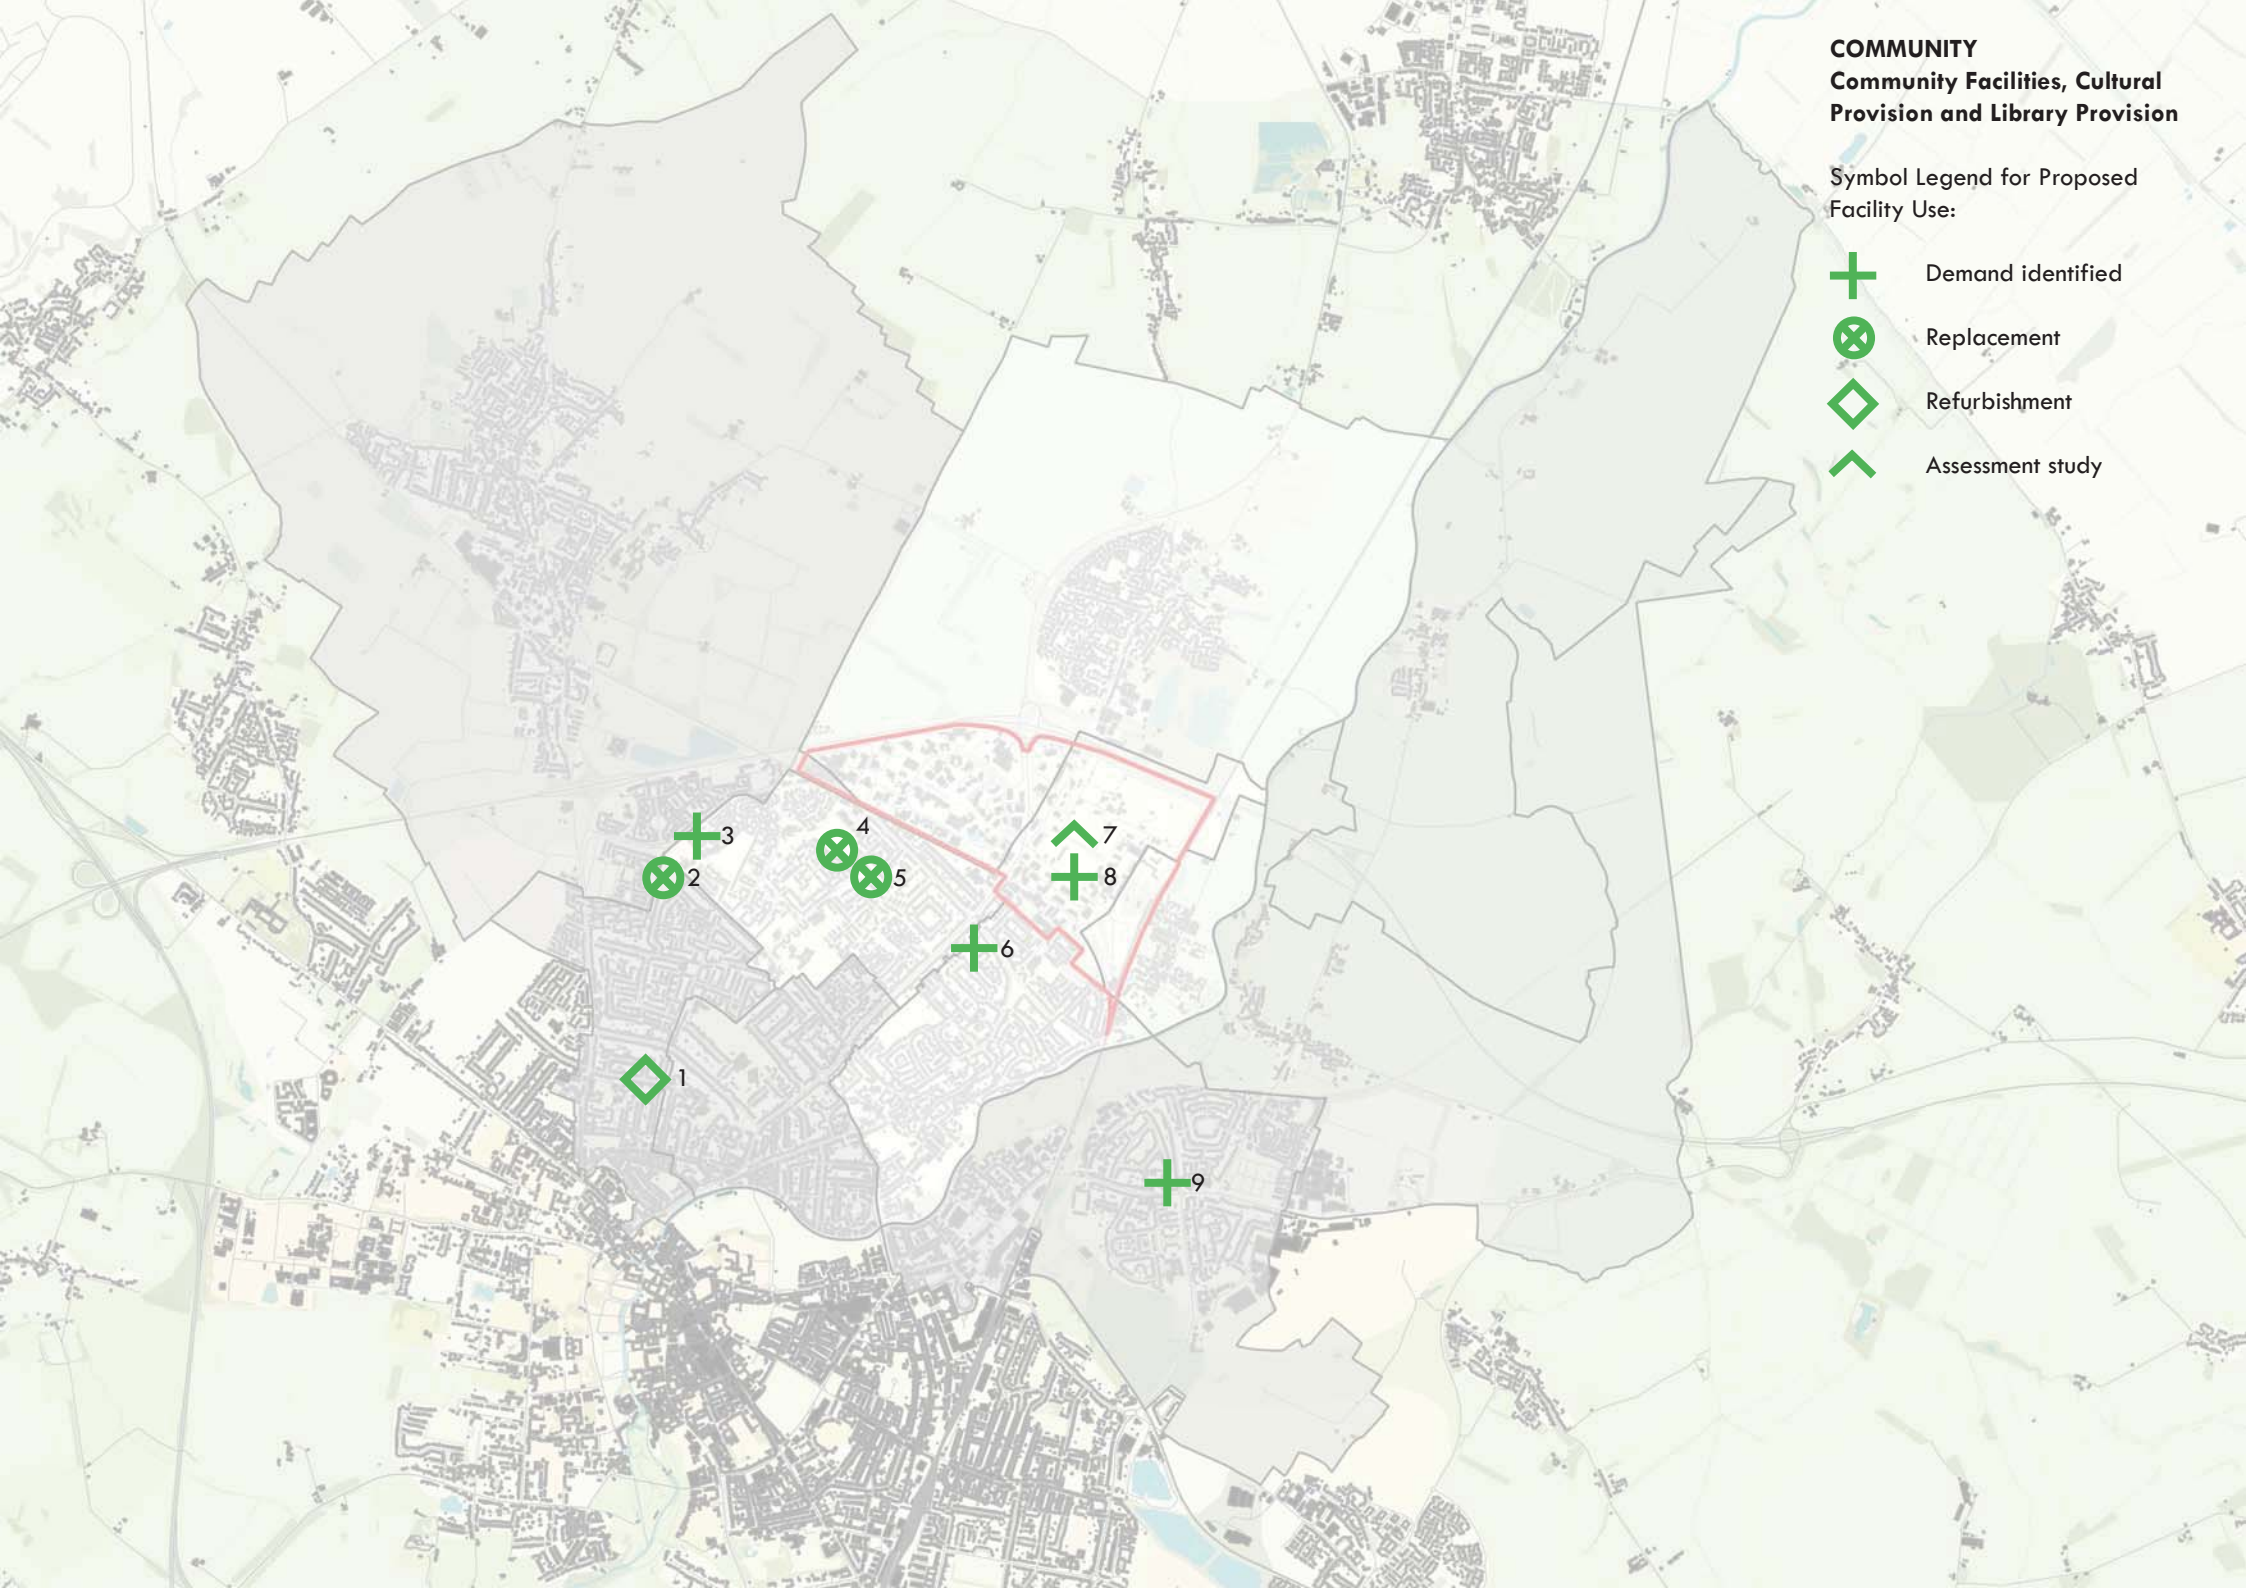 COMMUNITY
Community Facilities, Cultural
Provision and Library Provision
Symbol Legend for Proposed
Facility Use:
Demand identified
Replacement
Refurbishment
Assessment study
4
3
7
2
5
8
6
1
9